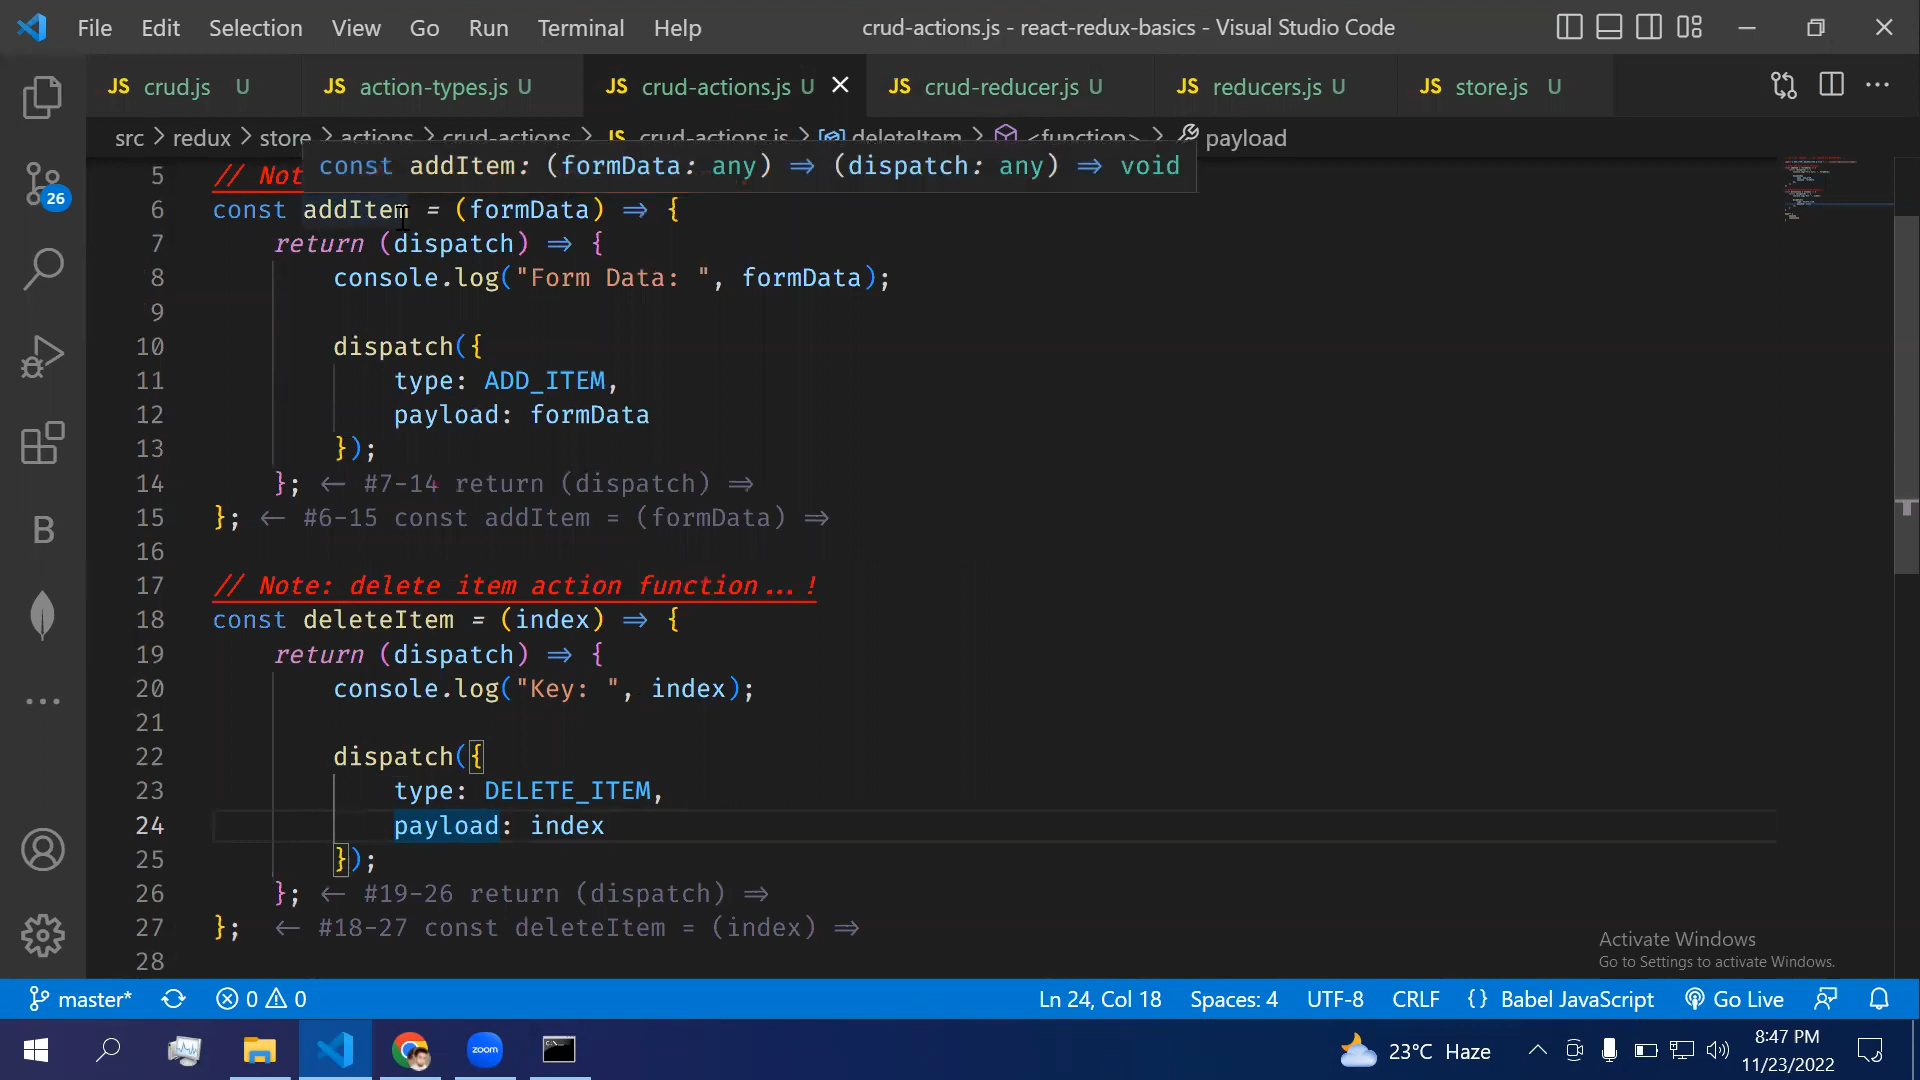 File Edit Selection View Go Run Terminal Help crud-actions.js - react-redux-basics - Visual Studio Code
JS crud.js U JS action-types.js U JS crud-actions.js U JS crud-reducer.js U JS reducers.js U JS store.js U
src > redux > store > actions > crud-actions > JS crud-actions.js > deleteItem > <function> > payload
const addItem: (formData: any) => (dispatch: any) => void
5 // Not
6 const addItem = (formData) => {
7 return (dispatch) => {
8 console.log("Form Data: ", formData);
9
10 dispatch({
11 type: ADD_ITEM,
12 payload: formData
13 });
14 }; <- #7-14 return (dispatch) =>
15 }; <- #6-15 const addItem = (formData) =>
16
17 // Note: delete item action function...!
18 const deleteItem = (index) => {
19 return (dispatch) => {
20 console.log("Key: ", index);
21
22 dispatch({
23 type: DELETE_ITEM,
24 payload: index
25 });
26 }; <- #19-26 return (dispatch) =>
27 }; <- #18-27 const deleteItem = (index) =>
28
26
B
Activate Windows
Go to Settings to activate Windows.
master* 0 0 Ln 24, Col 18 Spaces: 4 UTF-8 CRLF {} Babel JavaScript Go Live
zoom 23°C Haze 8:47 PM
11/23/2022